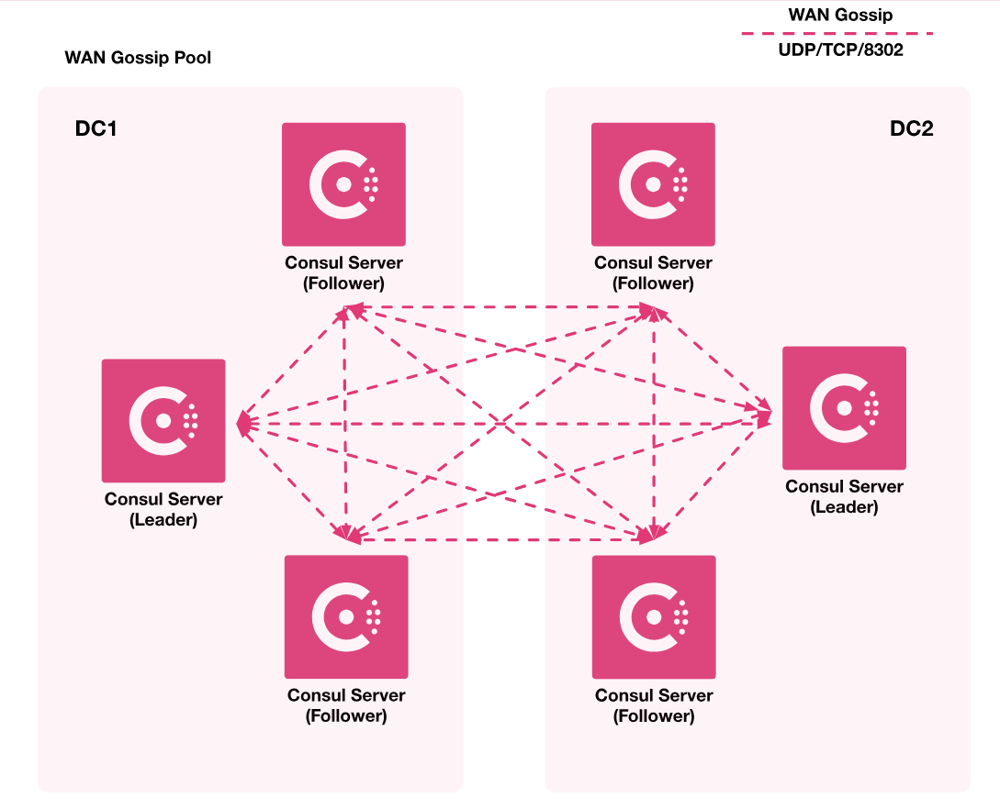 WAN Gossip
UDP/TCP/8302
WAN Gossip Pool
DC1
DC2
Consul Server
(Follower)
Consul Server
(Follower)
Consul Server
(Leader)
Consul Server
(Leader)
Consul Server
(Follower)
Consul Server
(Follower)